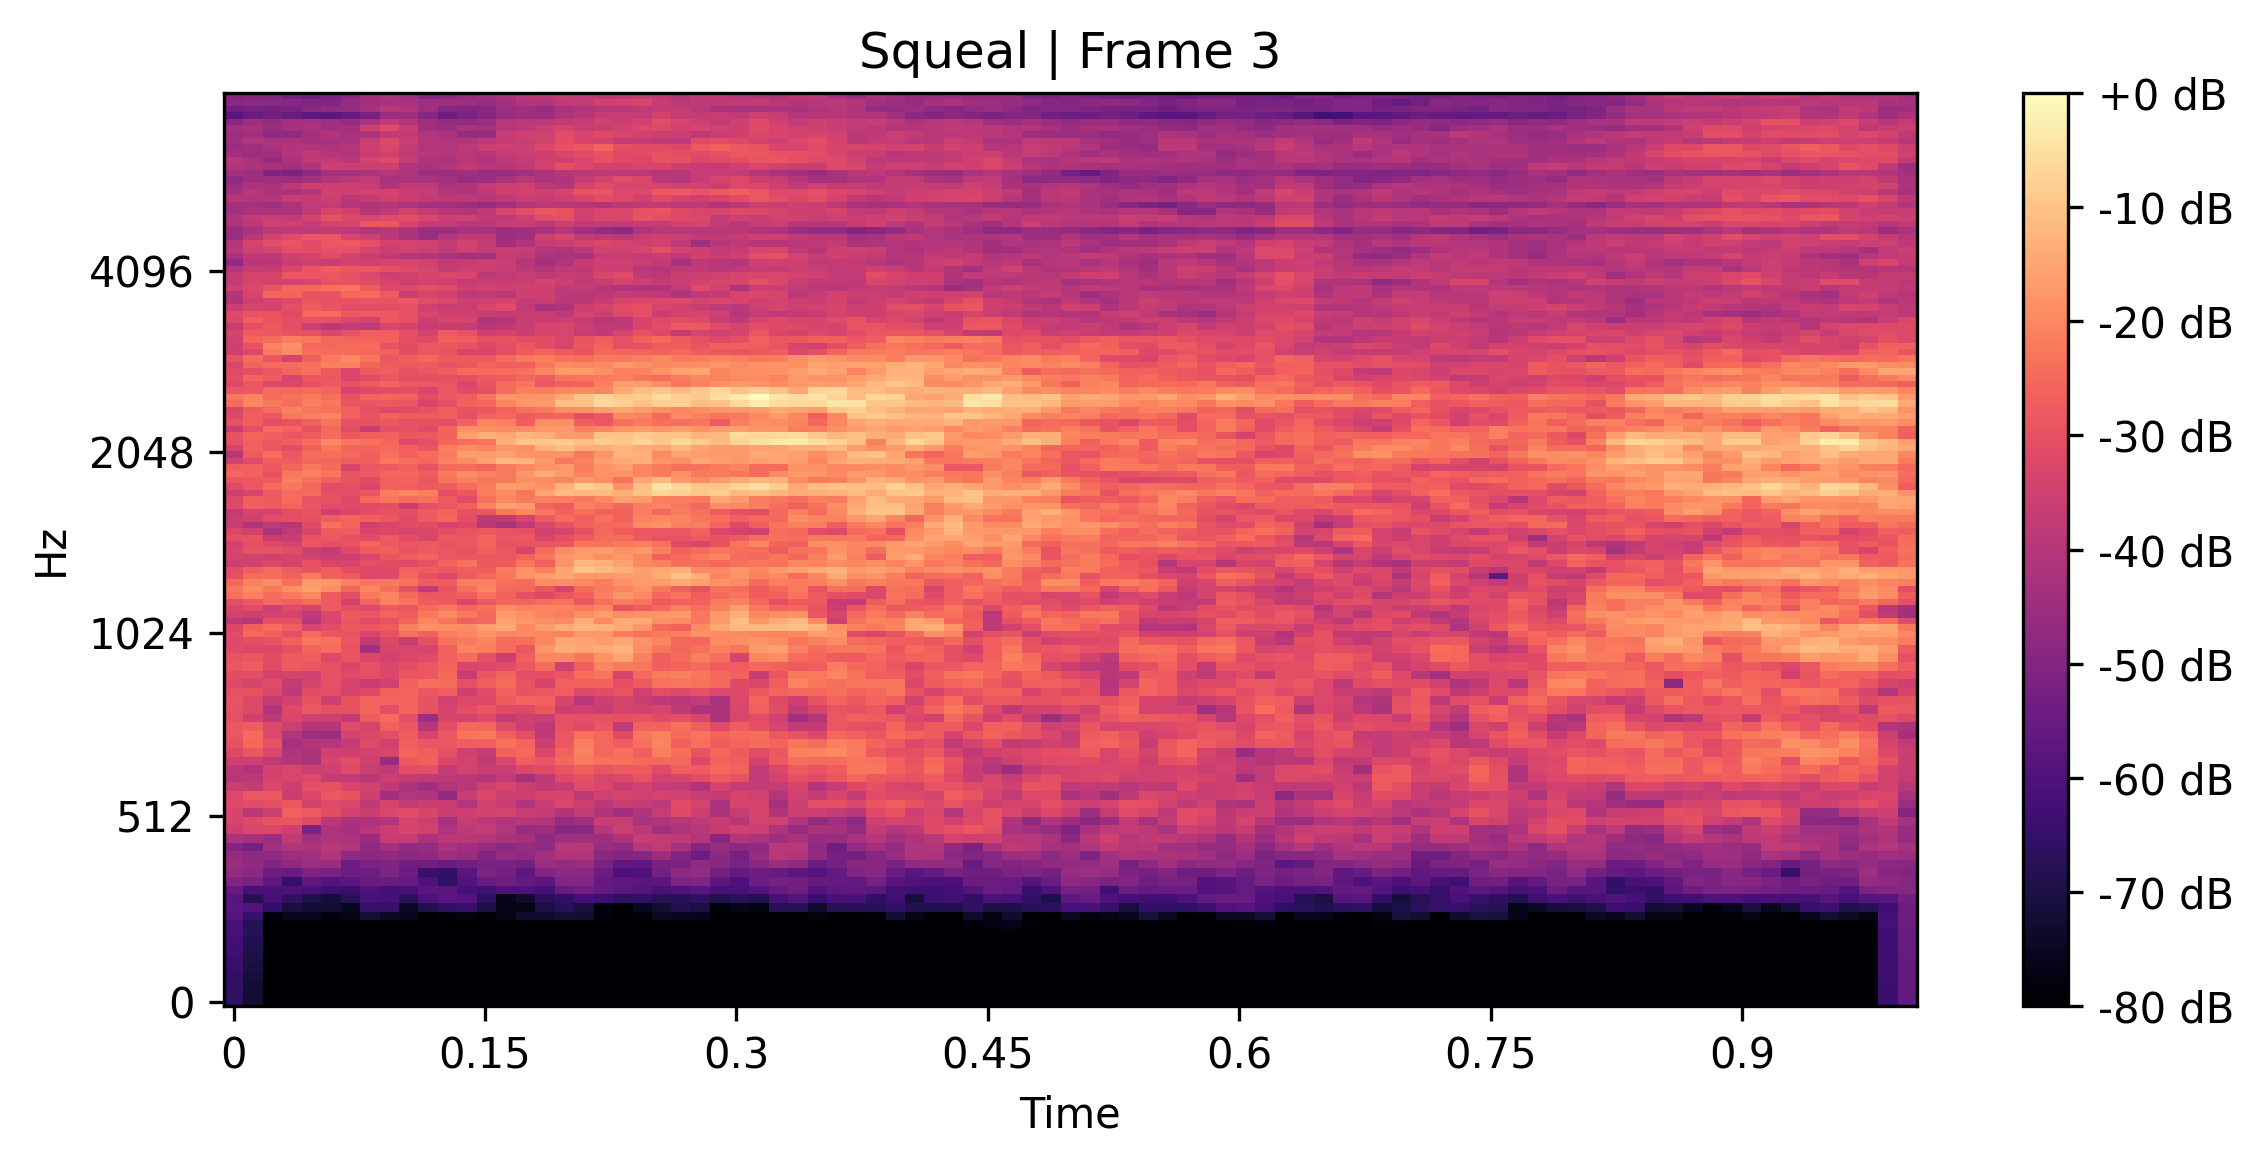 Squeal | Frame 3
+0 dB
-10 dB
-20 dB
-30 dB
-40 dB
-50 dB
-60 dB
-70 dB
-80 dB
Hz
4096
2048
1024
512
0
0 0.15 0.3 0.45 0.6 0.75 0.9
Time